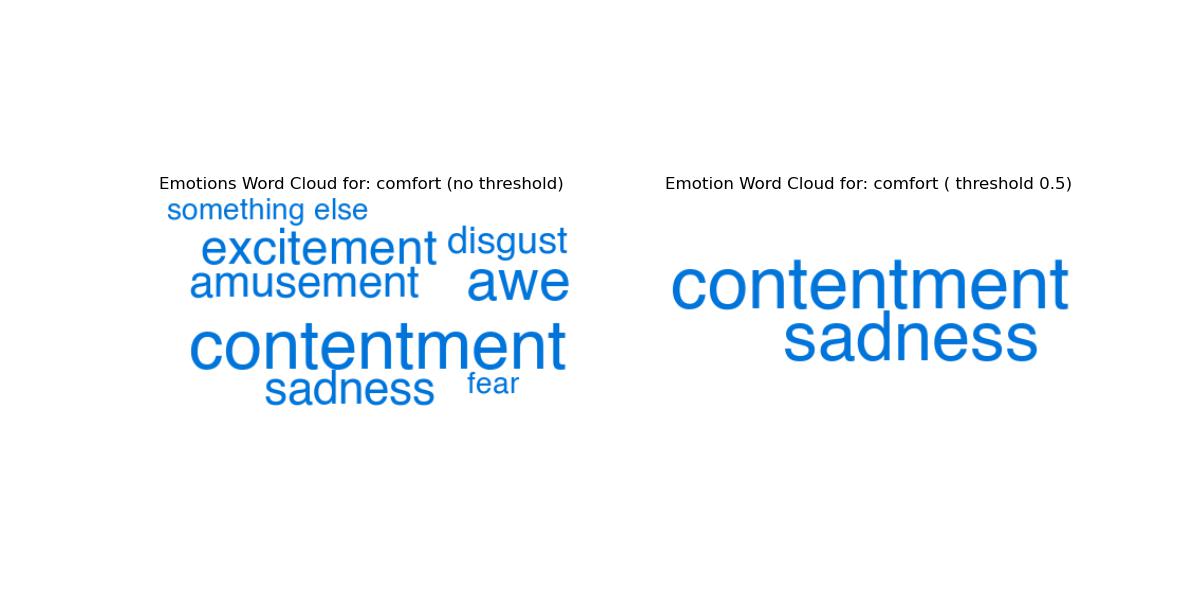 Emotions Word Cloud for: comfort (no threshold)
something else
excitement disgust
amusement awe
contentment
sadness fear
Emotion Word Cloud for: comfort ( threshold 0.5)
contentment
sadness